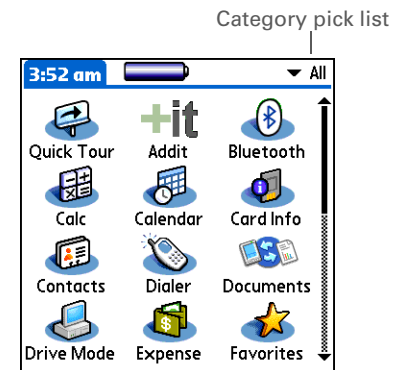 Category pick list
3:52 am All
+it
Quick Tour Addit Bluetooth
Calc Calendar Card Info
Contacts Dialer Documents
Drive Mode Expense Favorites